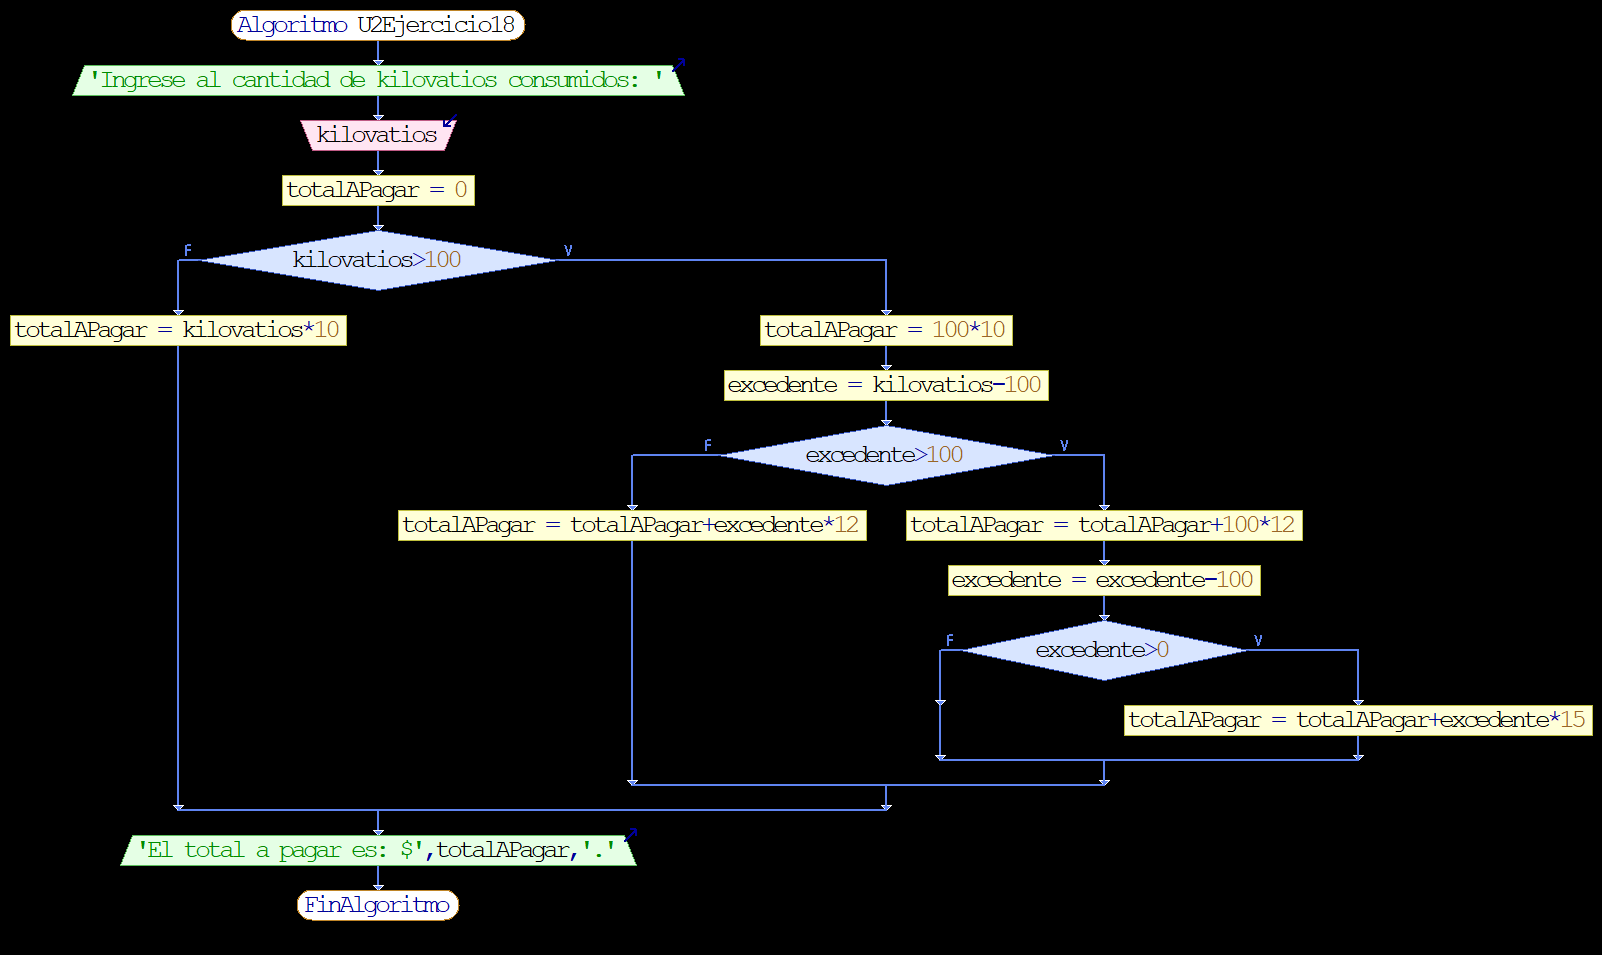 Algoritmo U2Ejercicio18
'Ingrese al cantidad de kilovatios consumidos: '
kilovatios
totalAPagar = 0
F
V
kilovatios>100
totalAPagar = kilovatios*10
totalAPagar = 100*10
excedente = kilovatios-100
F
V
excedente>100
totalAPagar = totalAPagar+excedente*12
totalAPagar = totalAPagar+100*12
excedente = excedente-100
F
V
excedente>0
totalAPagar = totalAPagar+excedente*15
'El total a pagar es: $',totalAPagar,'.'
FinAlgoritmo